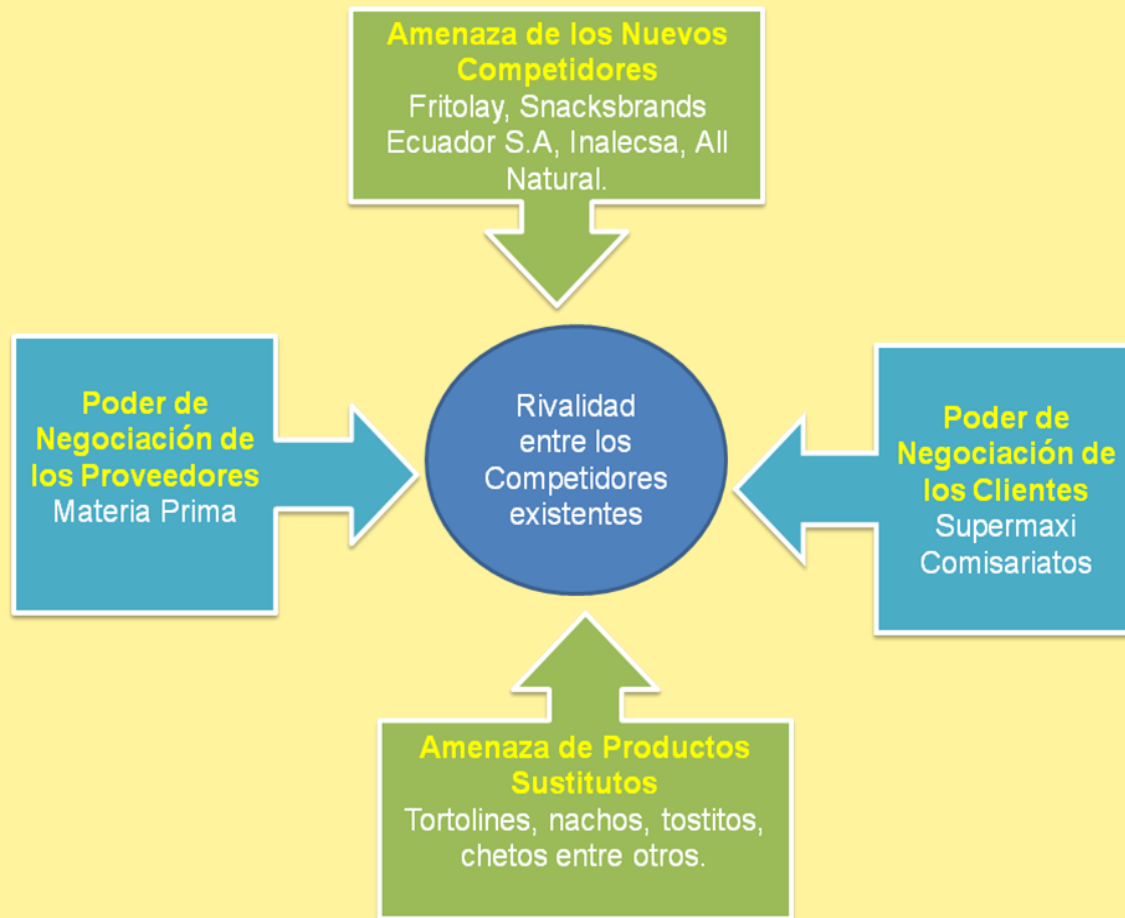 Amenaza de los Nuevos
Competidores
Fritolay, Snacksbrands
Ecuador S.A, Inalecsa, All
Natural.
Poder de
Negociación de
los Proveedores
Materia Prima
Rivalidad
entre los
Competidores
existentes
Poder de
Negociación de
los Clientes
Supermaxi
Comisariatos
Amenaza de Productos
Sustitutos
Tortolines, nachos, tostitos,
chetos entre otros.